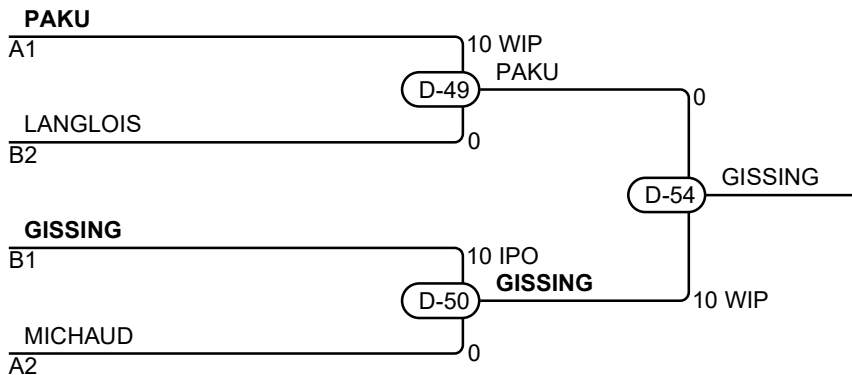 PAKU
A1
10 WIP
PAKU
D-49
0
LANGLOIS
0
B2
GISSING
D-54
GISSING
B1
10 IPO
GISSING
D-50
10 WIP
MICHAUD
0
A2